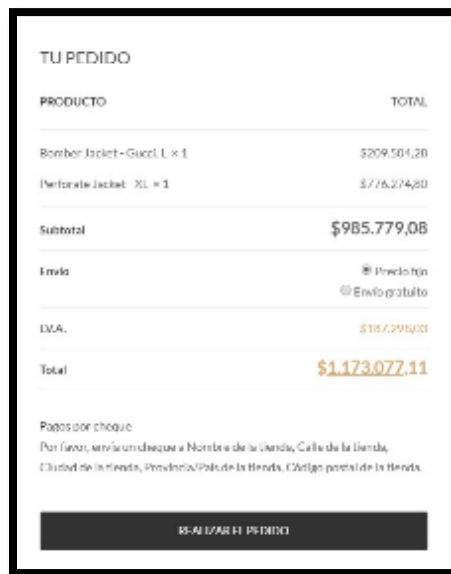 TU PEDIDO
PRODUCTO TOTAL
Bomber Jacket - Gucci, L × 1 $209.504,28
Perforate Jacket XL × 1 $776.274,80
Subtotal $985.779,08
Envío Precio fijo
Envío gratuito
I.V.A. $187.298,03
Total $1.173.077,11
Pagos por cheque
Por favor, envía un cheque a Nombre de la tienda, Calle de la tienda,
Ciudad de la tienda, Provincia/País de la tienda, Código postal de la tienda.
REALIZAR EL PEDIDO